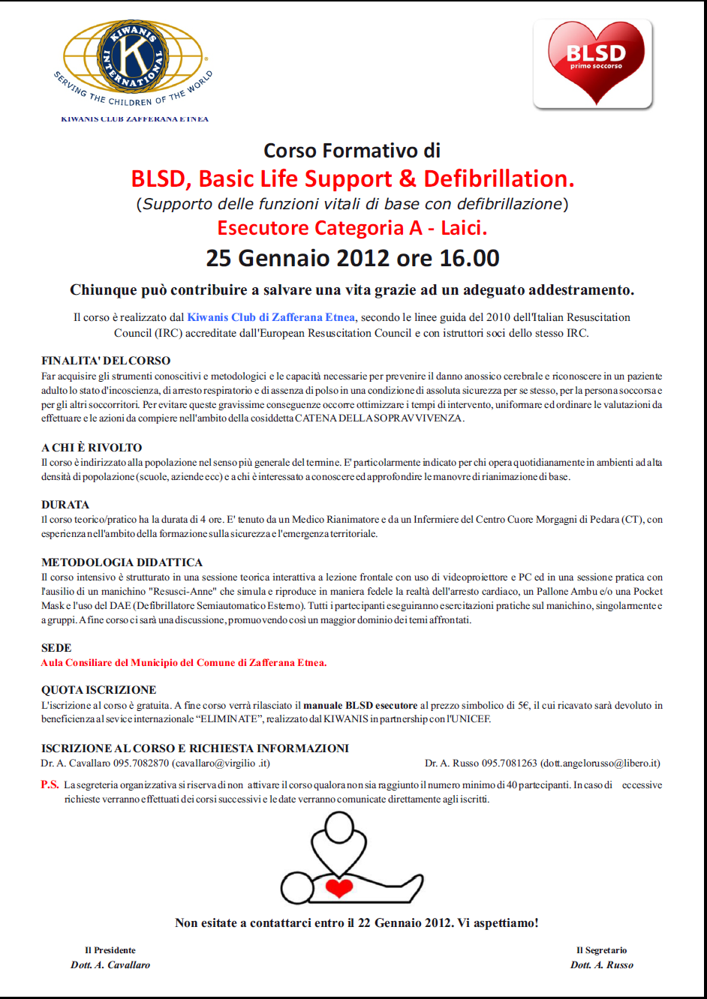 KIWANIS
INTERNATIONAL
K
SERVING THE CHILDREN OF THE WORLD
KIWANIS CLUB ZAFFERANA ETNEA
BLSD
primo soccorso
Corso Formativo di
BLSD, Basic Life Support & Defibrillation.
(Supporto delle funzioni vitali di base con defibrillazione)
Esecutore Categoria A - Laici.
25 Gennaio 2012 ore 16.00
Chiunque può contribuire a salvare una vita grazie ad un adeguato addestramento.
Il corso è realizzato dal Kiwanis Club di Zafferana Etnea, secondo le linee guida del 2010 dell'Italian Resuscitation
Council (IRC) accreditate dall'European Resuscitation Council e con istruttori soci dello stesso IRC.
FINALITA' DEL CORSO
Far acquisire gli strumenti conoscitivi e metodologici e le capacità necessarie per prevenire il danno anossico cerebrale e riconoscere in un paziente
adulto lo stato d'incoscienza, di arresto respiratorio e di assenza di polso in una condizione di assoluta sicurezza per se stesso, per la persona soccorsa e
per gli altri soccorritori. Per evitare queste gravissime conseguenze occorre ottimizzare i tempi di intervento, uniformare ed ordinare le valutazioni da
effettuare e le azioni da compiere nell'ambito della cosiddetta CATENA DELLA SOPRAVVIVENZA.
A CHI È RIVOLTO
Il corso è indirizzato alla popolazione nel senso più generale del termine. E' particolarmente indicato per chi opera quotidianamente in ambienti ad alta
densità di popolazione (scuole, aziende ecc) e a chi è interessato a conoscere ed approfondire le manovre di rianimazione di base.
DURATA
Il corso teorico/pratico ha la durata di 4 ore. E' tenuto da un Medico Rianimatore e da un Infermiere del Centro Cuore Morgagni di Pedara (CT), con
esperienza nell'ambito della formazione sulla sicurezza e l'emergenza territoriale.
METODOLOGIA DIDATTICA
Il corso intensivo è strutturato in una sessione teorica interattiva a lezione frontale con uso di videoproiettore e PC ed in una sessione pratica con
l'ausilio di un manichino "Resusci-Anne" che simula e riproduce in maniera fedele la realtà dell'arresto cardiaco, un Pallone Ambu e/o una Pocket
Mask e l'uso del DAE (Defibrillatore Semiautomatico Esterno). Tutti i partecipanti eseguiranno esercitazioni pratiche sul manichino, singolarmente e
a gruppi. A fine corso ci sarà una discussione, promuovendo così un maggior dominio dei temi affrontati.
SEDE
Aula Consiliare del Municipio del Comune di Zafferana Etnea.
QUOTA ISCRIZIONE
L'iscrizione al corso è gratuita. A fine corso verrà rilasciato il manuale BLSD esecutore al prezzo simbolico di 5€, il cui ricavato sarà devoluto in
beneficienza al sevice internazionale “ELIMINATE”, realizzato dal KIWANIS in partnership con l'UNICEF.
ISCRIZIONE AL CORSO E RICHIESTA INFORMAZIONI
Dr. A. Cavallaro 095.7082870 (cavallaro@virgilio .it) Dr. A. Russo 095.7081263 (dott.angelorusso@libero.it)
P.S. La segreteria organizzativa si riserva di non attivare il corso qualora non sia raggiunto il numero minimo di 40 partecipanti. In caso di eccessive
richieste verranno effettuati dei corsi successivi e le date verranno comunicate direttamente agli iscritti.
Non esitate a contattarci entro il 22 Gennaio 2012. Vi aspettiamo!
Il Presidente Il Segretario
Dott. A. Cavallaro Dott. A. Russo